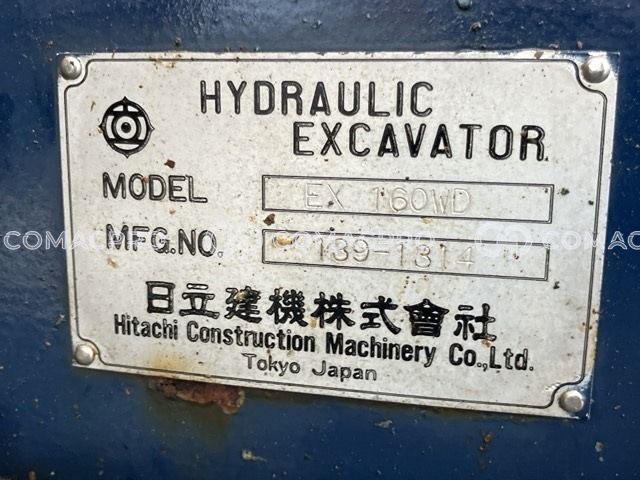 HYDRAULIC
EXCAVATOR
MODEL EX 160WD
MFG.NO. 139-1314
日立建機株式會社
Hitachi Construction Machinery Co.,Ltd.
Tokyo Japan